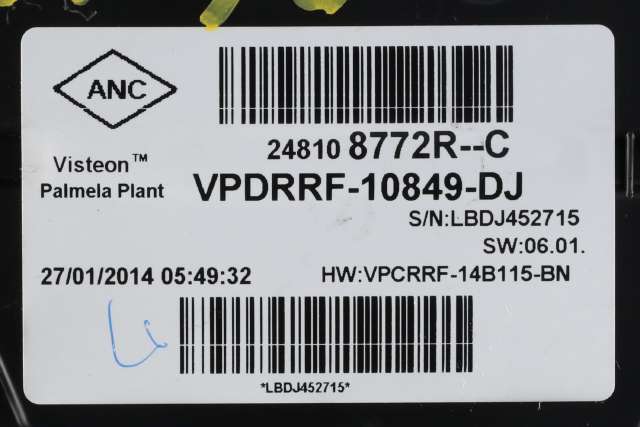 ANC
24810 8772R--C
Visteon™
Palmela Plant
VPDRRF-10849-DJ
S/N:LBDJ452715
SW:06.01.
27/01/2014 05:49:32
HW:VPCRRF-14B115-BN
*LBDJ452715*